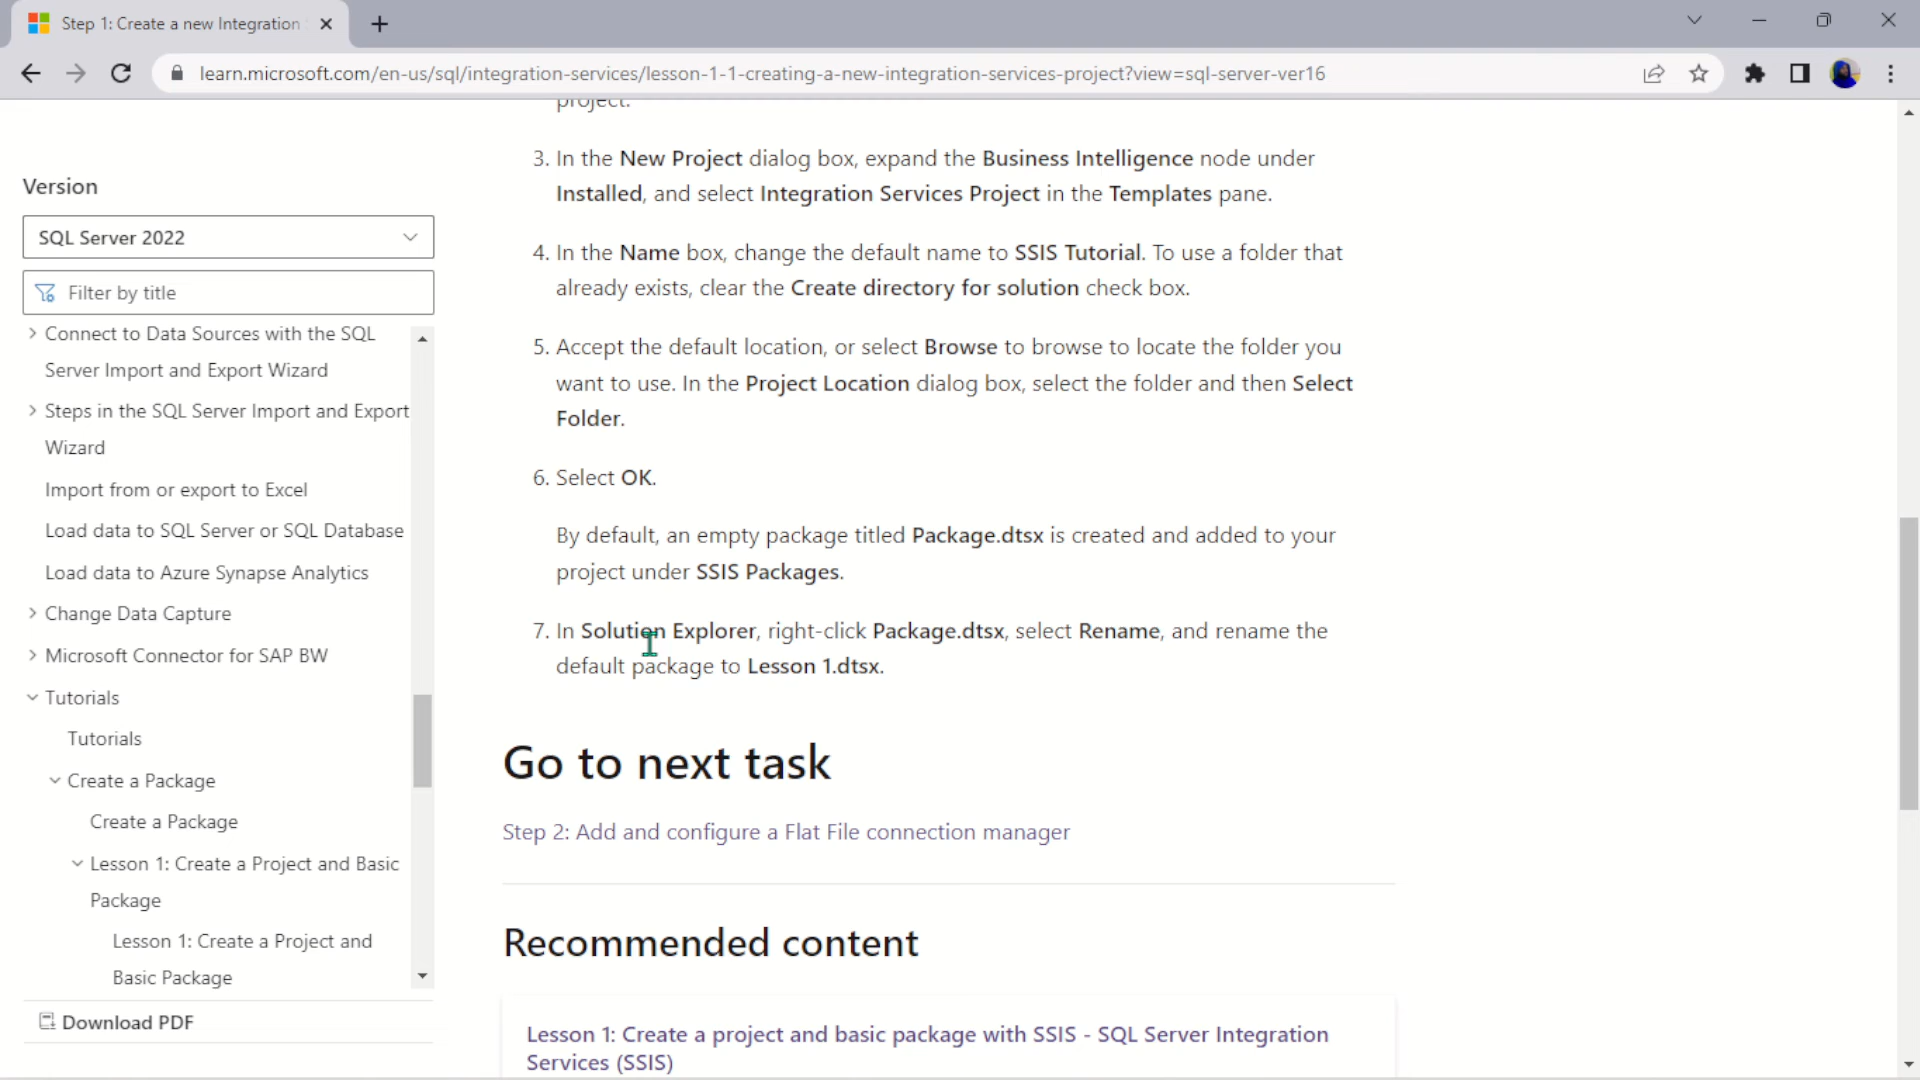 Step 1: Create a new Integration
learn.microsoft.com/en-us/sql/integration-services/lesson-1-1-creating-a-new-integration-services-project?view=sql-server-ver16
project.
Version
SQL Server 2022
Filter by title
Connect to Data Sources with the SQL
Server Import and Export Wizard
Steps in the SQL Server Import and Export
Wizard
Import from or export to Excel
Load data to SQL Server or SQL Database
Load data to Azure Synapse Analytics
Change Data Capture
Microsoft Connector for SAP BW
Tutorials
Tutorials
Create a Package
Create a Package
Lesson 1: Create a Project and Basic
Package
Lesson 1: Create a Project and
Basic Package
Download PDF
3. In the New Project dialog box, expand the Business Intelligence node under
Installed, and select Integration Services Project in the Templates pane.
4. In the Name box, change the default name to SSIS Tutorial. To use a folder that
already exists, clear the Create directory for solution check box.
5. Accept the default location, or select Browse to browse to locate the folder you
want to use. In the Project Location dialog box, select the folder and then Select
Folder.
6. Select OK.
By default, an empty package titled Package.dtsx is created and added to your
project under SSIS Packages.
7. In Solution Explorer, right-click Package.dtsx, select Rename, and rename the
default package to Lesson 1.dtsx.
Go to next task
Step 2: Add and configure a Flat File connection manager
Recommended content
Lesson 1: Create a project and basic package with SSIS - SQL Server Integration
Services (SSIS)